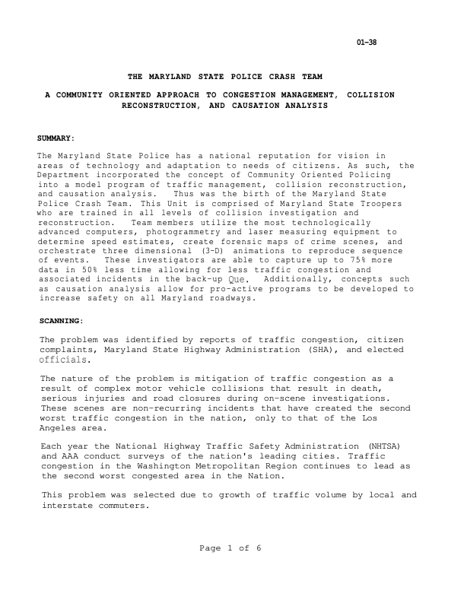 01-38
THE MARYLAND STATE POLICE CRASH TEAM
A COMMUNITY ORIENTED APPROACH TO CONGESTION MANAGEMENT, COLLISION
RECONSTRUCTION, AND CAUSATION ANALYSIS
SUMMARY:
The Maryland State Police has a national reputation for vision in
areas of technology and adaptation to needs of citizens. As such, the
Department incorporated the concept of Community Oriented Policing
into a model program of traffic management, collision reconstruction,
and causation analysis. Thus was the birth of the Maryland State
Police Crash Team. This Unit is comprised of Maryland State Troopers
who are trained in all levels of collision investigation and
reconstruction. Team members utilize the most technologically
advanced computers, photogrammetry and laser measuring equipment to
determine speed estimates, create forensic maps of crime scenes, and
orchestrate three dimensional (3-D) animations to reproduce sequence
of events. These investigators are able to capture up to 75% more
data in 50% less time allowing for less traffic congestion and
associated incidents in the back-up Que. Additionally, concepts such
as causation analysis allow for pro-active programs to be developed to
increase safety on all Maryland roadways.
SCANNING:
The problem was identified by reports of traffic congestion, citizen
complaints, Maryland State Highway Administration (SHA), and elected
officials.
The nature of the problem is mitigation of traffic congestion as a
result of complex motor vehicle collisions that result in death,
serious injuries and road closures during on-scene investigations.
These scenes are non-recurring incidents that have created the second
worst traffic congestion in the nation, only to that of the Los
Angeles area.
Each year the National Highway Traffic Safety Administration (NHTSA)
and AAA conduct surveys of the nation's leading cities. Traffic
congestion in the Washington Metropolitan Region continues to lead as
the second worst congested area in the Nation.
This problem was selected due to growth of traffic volume by local and
interstate commuters.
Page 1 of 6